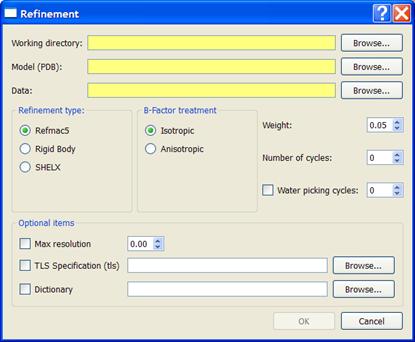 Refinement
Working directory: Browse...
Model (PDB): Browse...
Data: Browse...
Refinement type: B-Factor treatment
Refmac5 Isotropic Weight: 0.05
Rigid Body Anisotropic Number of cycles: 0
SHELX Water picking cycles: 0
Optional items
Max resolution 0.00
TLS Specification (tls) Browse...
Dictionary Browse...
OK Cancel